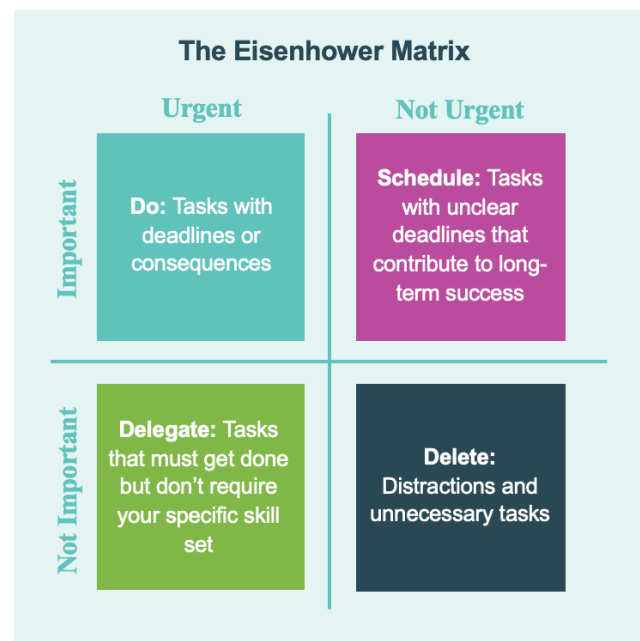 The Eisenhower Matrix
Urgent
Not Urgent
Important
Do: Tasks with
deadlines or
consequences
Schedule: Tasks
with unclear
deadlines that
contribute to long-
term success
Not Important
Delegate: Tasks
that must get done
but don’t require
your specific skill
set
Delete:
Distractions and
unnecessary tasks